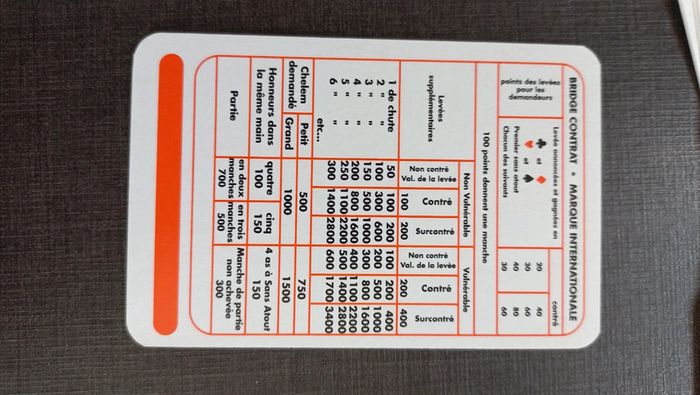 BRIDGE CONTRAT • MARQUE INTERNATIONALE
points des levées
pour les
demandeurs
Levée annoncées et gagnées en
contré
♣ et ♦ 20 40
♥ et ♠ 30 60
Premier sans atout 40 80
Chacun des suivants 30 60
100 points donnent une manche
Non Vulnérable Vulnérable
Levées
supplémentaires
Non contré Contré Surcontré Non contré Contré Surcontré
Val. de la levée 100 200 Val. de la levée 200 400
1 de chute 50 100 200 100 200 400
2 " " 100 300 600 200 500 1000
3 " " 150 500 1000 300 800 1600
4 " " 200 800 1600 400 1100 2200
5 " " 250 1100 2200 500 1400 2800
6 " " 300 1400 2800 600 1700 3400
etc...
Chelem
demandé
Petit 500 750
Grand 1000 1500
Honneurs dans
la même main
quatre cinq 4 as à Sans Atout
100 150 150
Partie
en deux en trois Manche de partie
manches manches non achevée
700 500 300